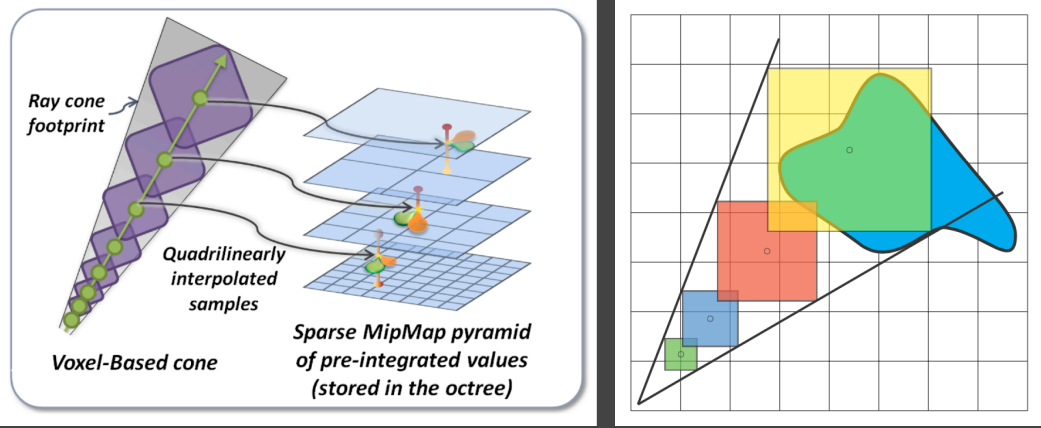 Ray cone
footprint
Quadrilinearly
interpolated
samples
Voxel-Based cone
Sparse MipMap pyramid
of pre-integrated values
(stored in the octree)